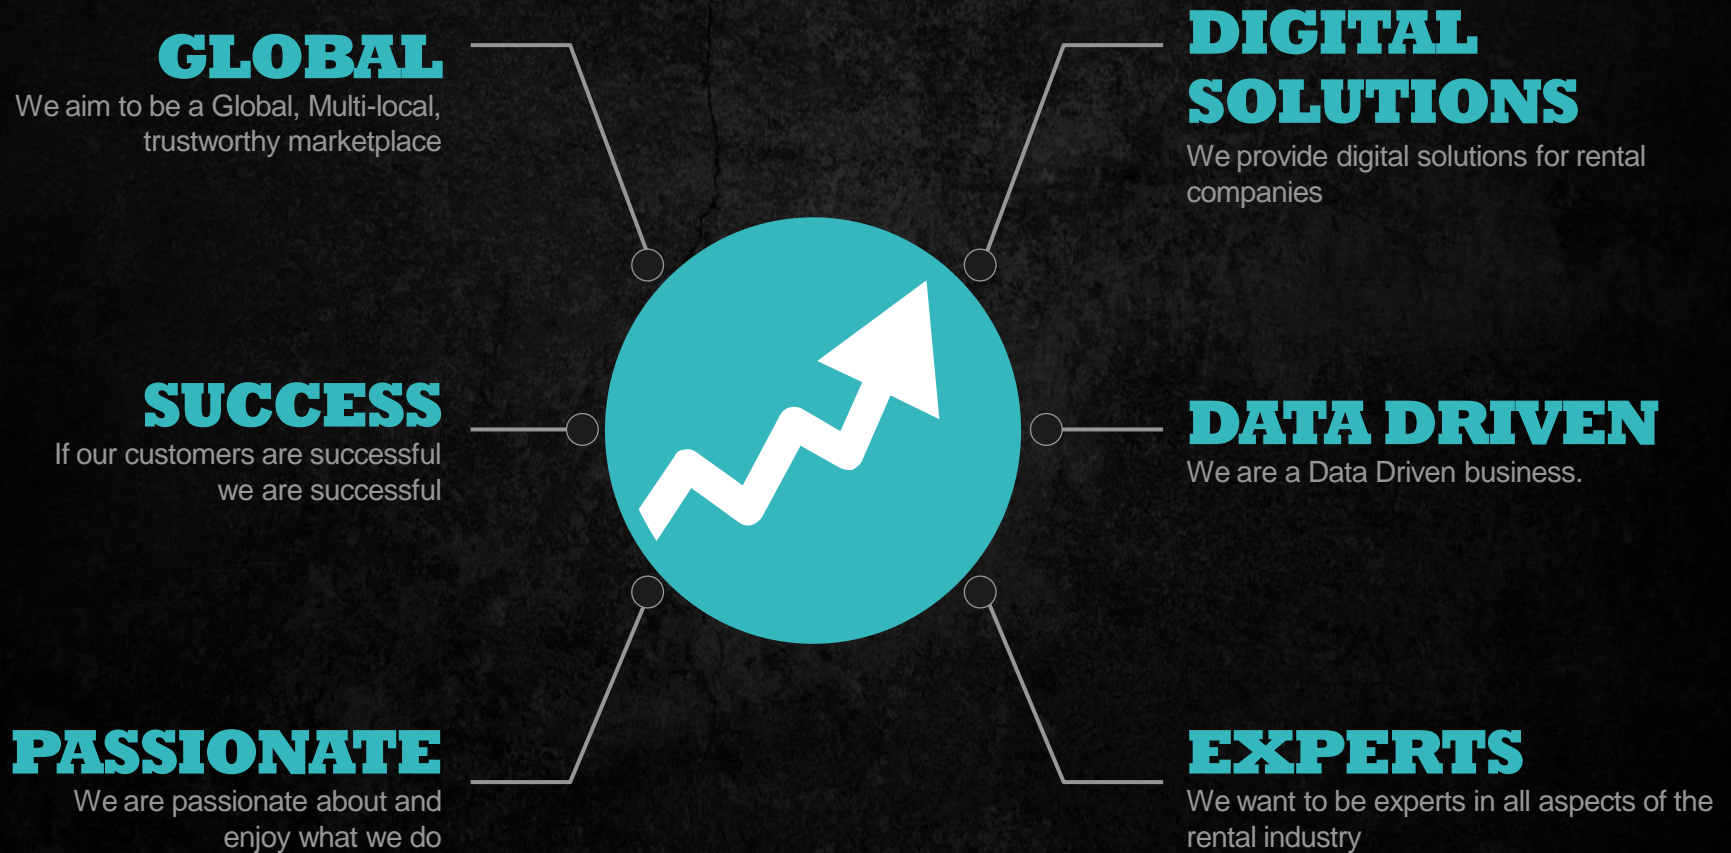 GLOBAL
We aim to be a Global, Multi-local,
trustworthy marketplace
SUCCESS
If our customers are successful
we are successful
PASSIONATE
We are passionate about and
enjoy what we do
DIGITAL
SOLUTIONS
We provide digital solutions for rental
companies
DATA DRIVEN
We are a Data Driven business.
EXPERTS
We want to be experts in all aspects of the
rental industry